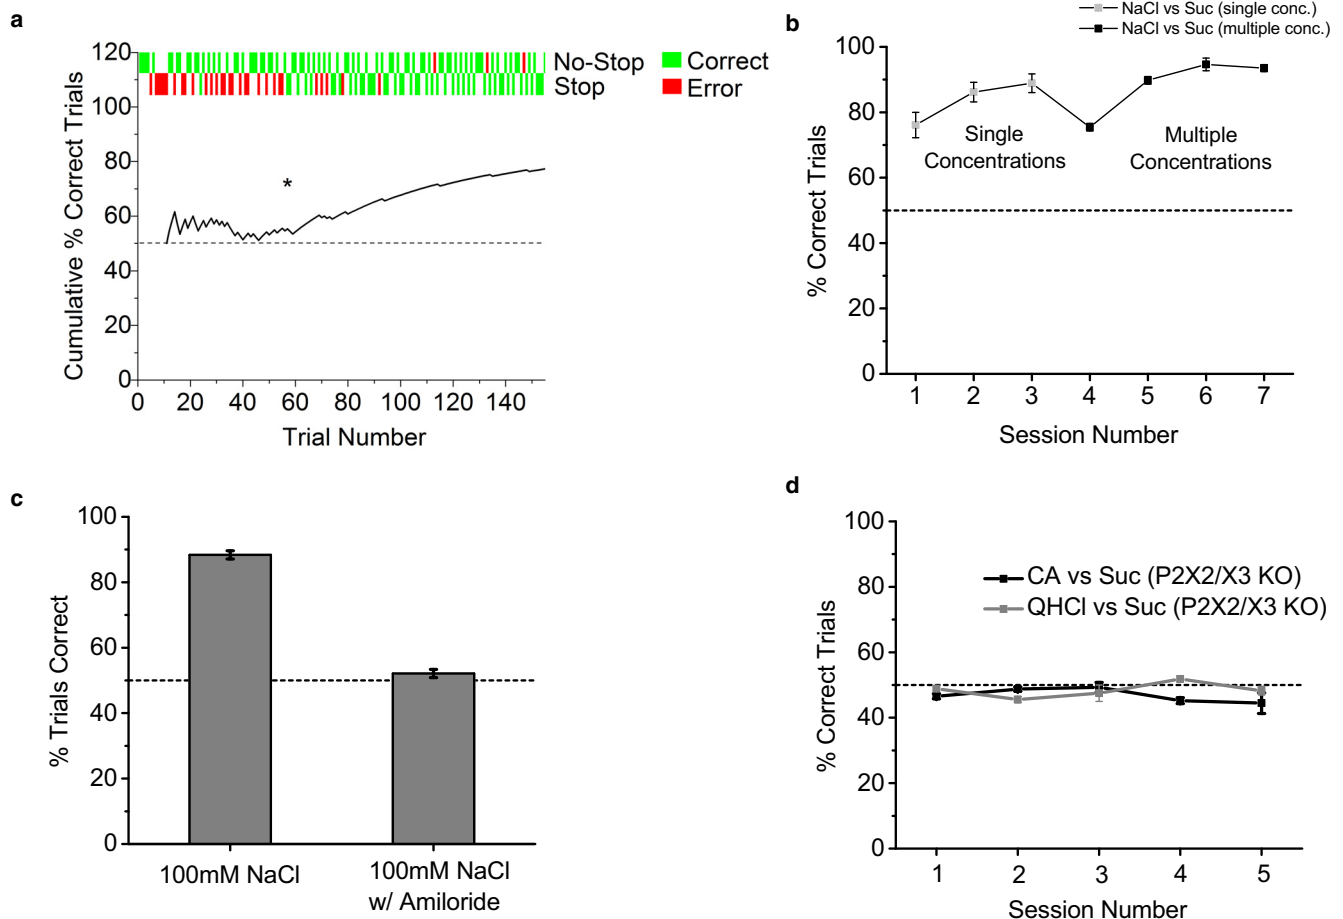 a
120
100
80
60
40
20
0
Cumulative % Correct Trials
*
No-Stop
Stop
Correct
Error
0 20 40 60 80 100 120 140
Trial Number
b
NaCl vs Suc (single conc.)
NaCl vs Suc (multiple conc.)
100
80
60
40
20
0
% Correct Trials
Single
Concentrations
Multiple
Concentrations
1 2 3 4 5 6 7
Session Number
c
100
80
60
40
20
0
% Trials Correct
100mM NaCl
100mM NaCl
w/ Amiloride
d
100
80
60
40
20
0
% Correct Trials
CA vs Suc (P2X2/X3 KO)
QHCl vs Suc (P2X2/X3 KO)
1 2 3 4 5
Session Number